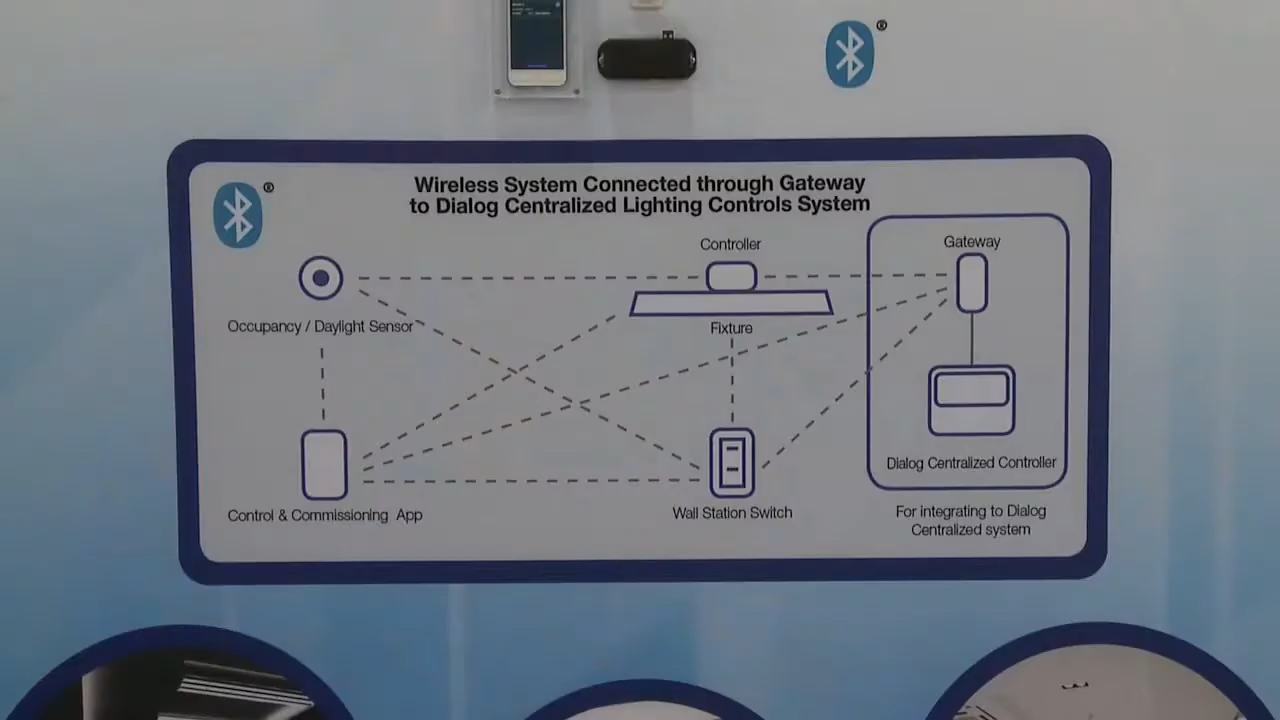 ®
®
Wireless System Connected through Gateway
to Dialog Centralized Lighting Controls System
Controller
Gateway
Occupancy / Daylight Sensor
Fixture
Dialog Centralized Controller
Control & Commissioning App
Wall Station Switch
For integrating to Dialog
Centralized system